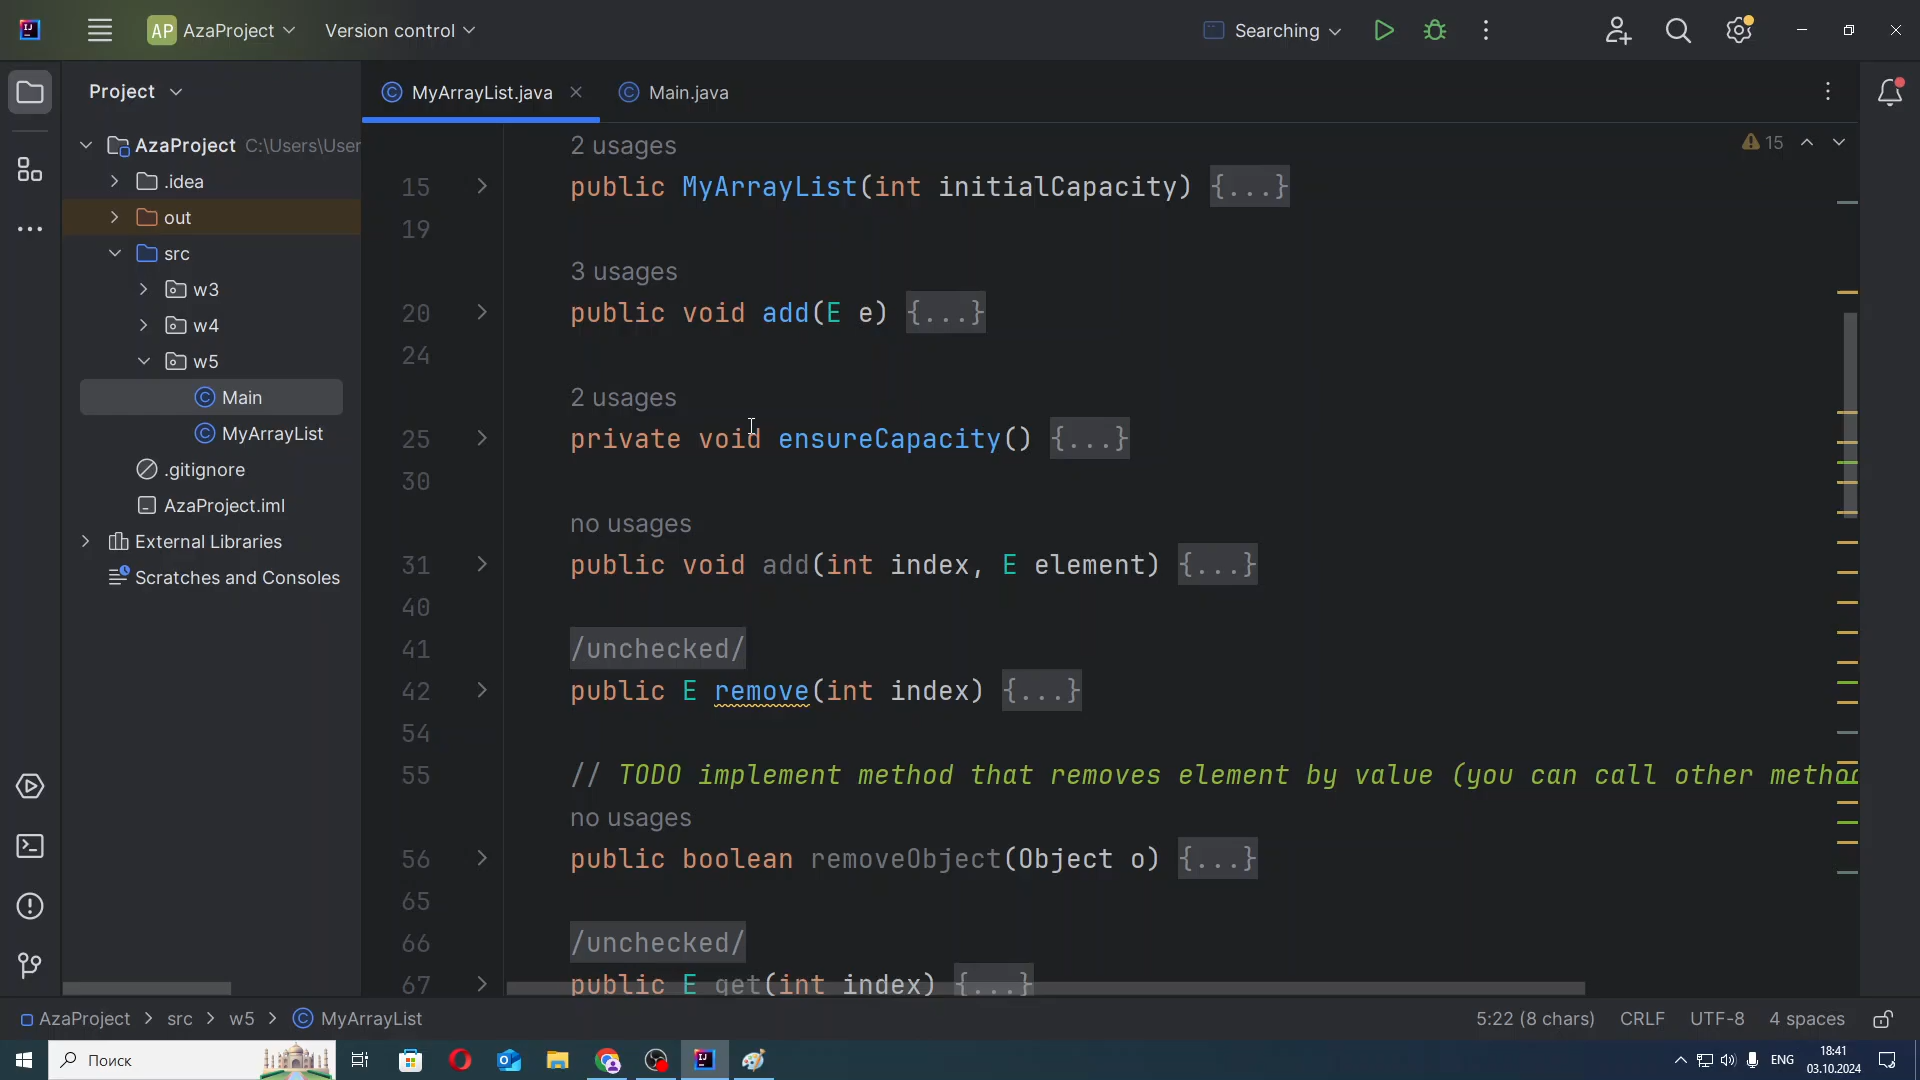 AP AzaProject
Version control
Searching
Project
MyArrayList.java
Main.java
AzaProject C:\Users\User
.idea
out
src
w3
w4
w5
Main
MyArrayList
.gitignore
AzaProject.iml
External Libraries
Scratches and Consoles
15
2 usages
15 public MyArrayList(int initialCapacity) {...}
19
3 usages
20 public void add(E e) {...}
24
2 usages
25 private void ensureCapacity() {...}
30
no usages
31 public void add(int index, E element) {...}
40
41 /unchecked/
42 public E remove(int index) {...}
54
55 // TODO implement method that removes element by value (you can call other method
no usages
56 public boolean removeObject(Object o) {...}
65
66 /unchecked/
67 public E get(int index) {...}
AzaProject > src > w5 > MyArrayList
5:22 (8 chars) CRLF UTF-8 4 spaces
Поиск
ENG
18:41
03.10.2024